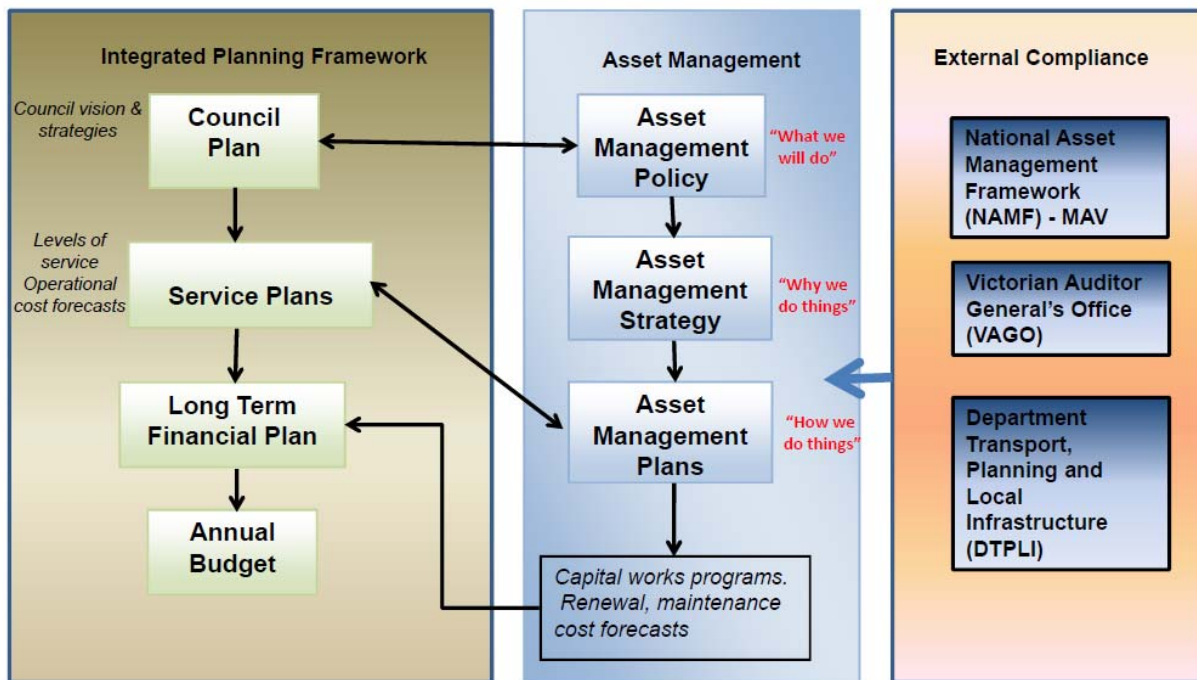 Integrated Planning Framework
Council vision &
strategies
Council
Plan
Levels of
service
Operational
cost forecasts
Service Plans
Long Term
Financial Plan
Annual
Budget
Asset Management
Asset
Management
Policy
“What we
will do”
Asset
Management
Strategy
“Why we
do things”
Asset
Management
Plans
“How we
do things”
Capital works programs.
Renewal, maintenance
cost forecasts
External Compliance
National Asset
Management
Framework
(NAMF) - MAV
Victorian Auditor
General’s Office
(VAGO)
Department
Transport,
Planning and
Local
Infrastructure
(DTPLI)